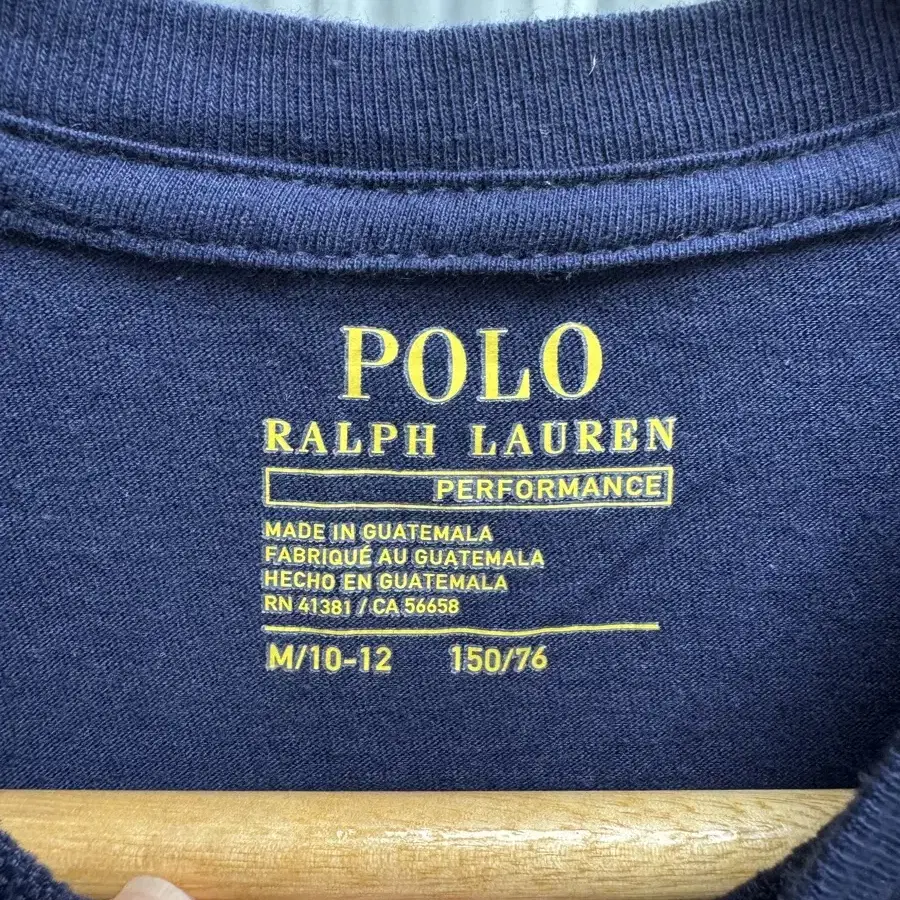 POLO
RALPH LAUREN
PERFORMANCE
MADE IN GUATEMALA
FABRIQUÉ AU GUATEMALA
HECHO EN GUATEMALA
RN 41381 / CA 56658
M/10-12 150/76